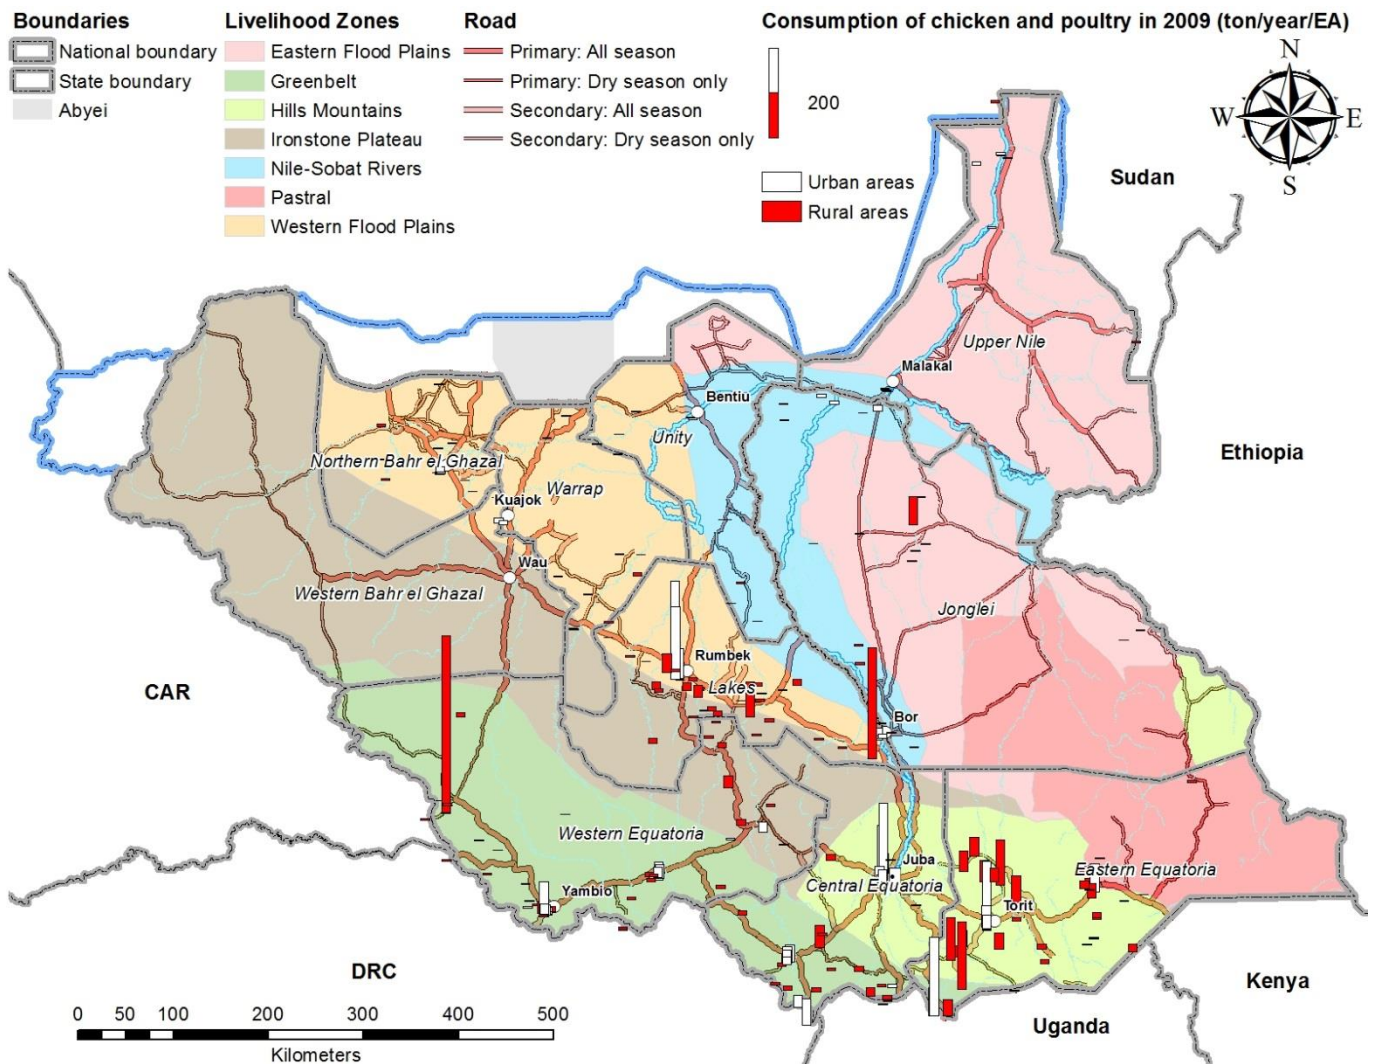 Boundaries
National boundary
State boundary
Abyei
Livelihood Zones
Eastern Flood Plains
Greenbelt
Hills Mountains
Ironstone Plateau
Nile-Sobat Rivers
Pastral
Western Flood Plains
Road
Primary: All season
Primary: Dry season only
Secondary: All season
Secondary: Dry season only
Consumption of chicken and poultry in 2009 (ton/year/EA)
200
Urban areas
Rural areas
N
W E
S
Sudan
Upper Nile
Malakal
Bentiu
Unity
Ethiopia
Northern Bahr el Ghazal
Warrap
Kuajok
Wau
Western Bahr el Ghazal
Jonglei
Rumbek
Lakes
CAR
Bor
Western Equatoria
Juba
Central Equatoria
Eastern Equatoria
Yambio
Torit
DRC
Kenya
Uganda
0 50 100 200 300 400 500
Kilometers